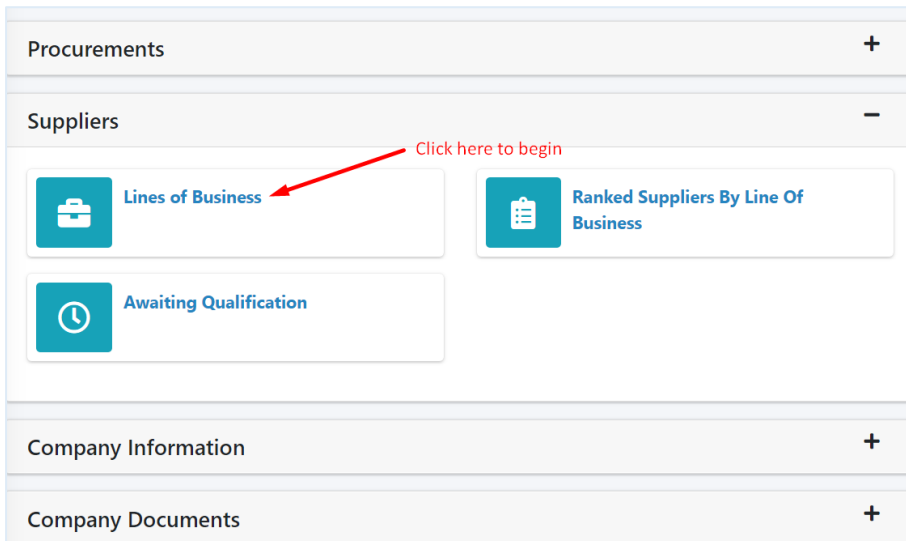 Procurements
Suppliers
Click here to begin
Lines of Business
Ranked Suppliers By Line Of
Business
Awaiting Qualification
Company Information
Company Documents